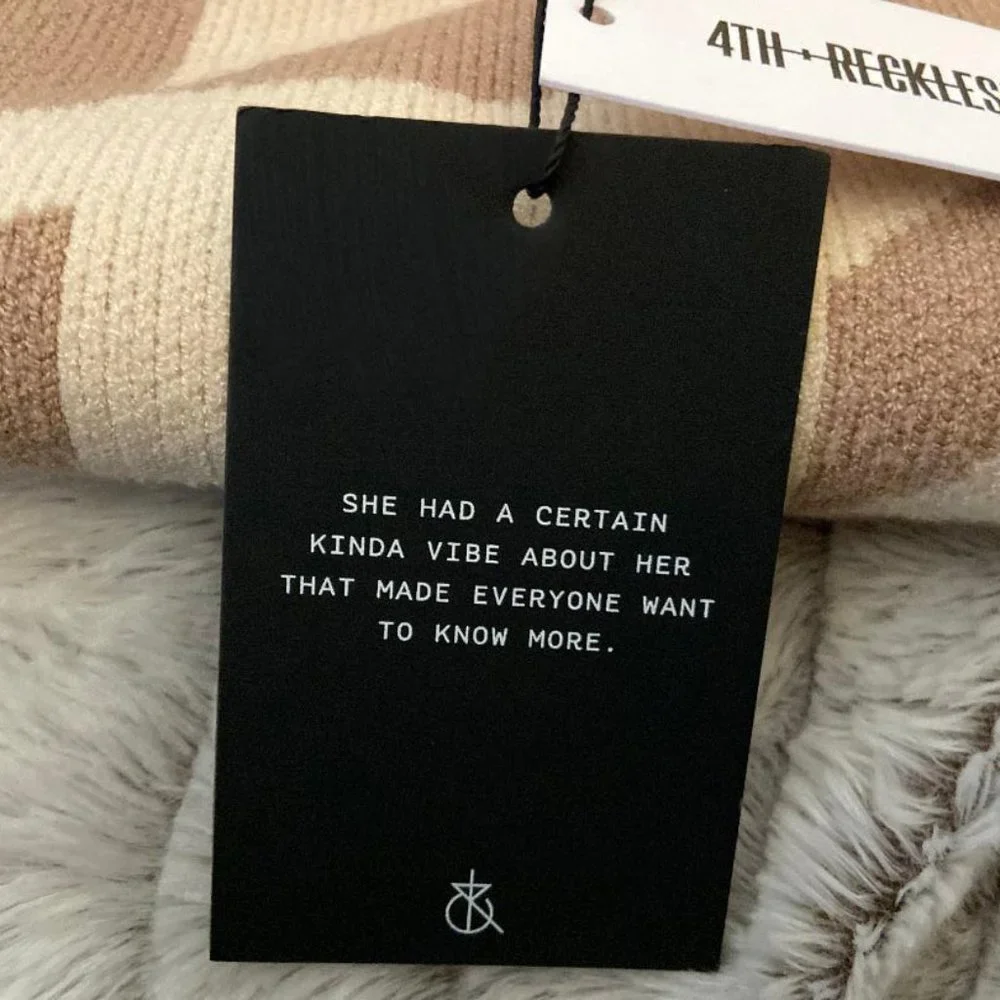 4TH + RECKLES
SHE HAD A CERTAIN
KINDA VIBE ABOUT HER
THAT MADE EVERYONE WANT
TO KNOW MORE.